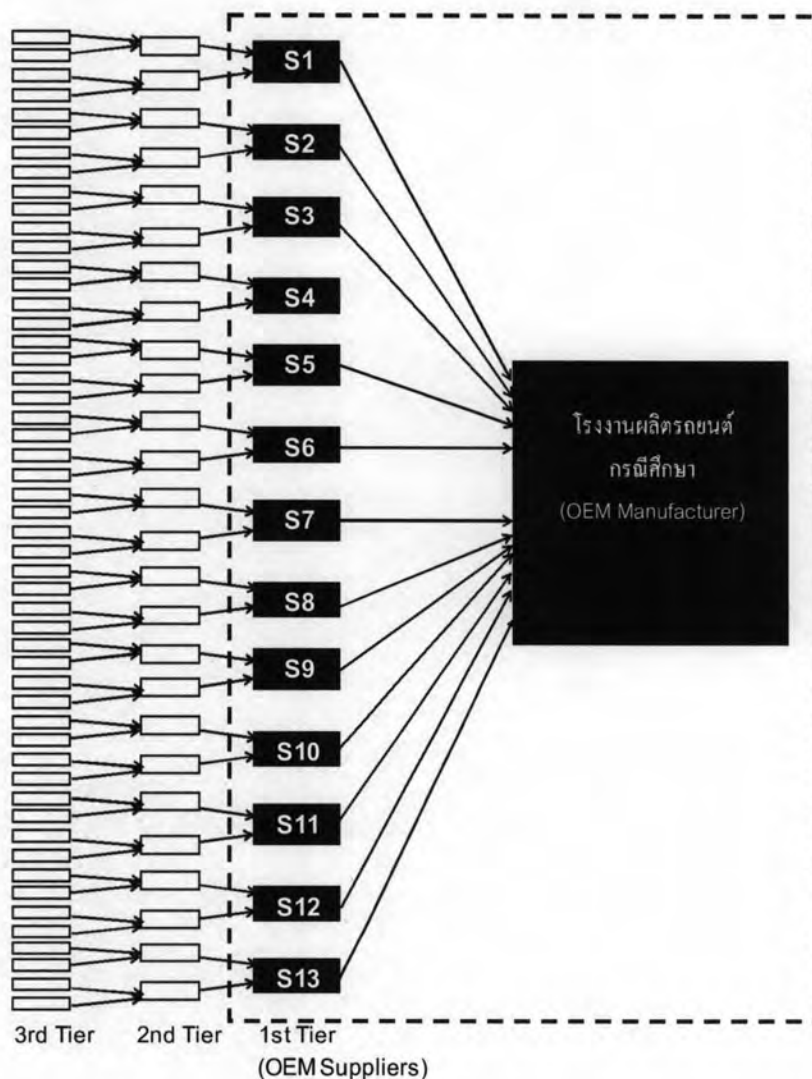 S1
S2
S3
S4
S5
S6
S7
S8
S9
S10
S11
S12
S13
โรงงานผลิตรถยนต์
กรณีศึกษา
(OEM Manufacturer)
3rd Tier
2nd Tier
1st Tier
(OEM Suppliers)